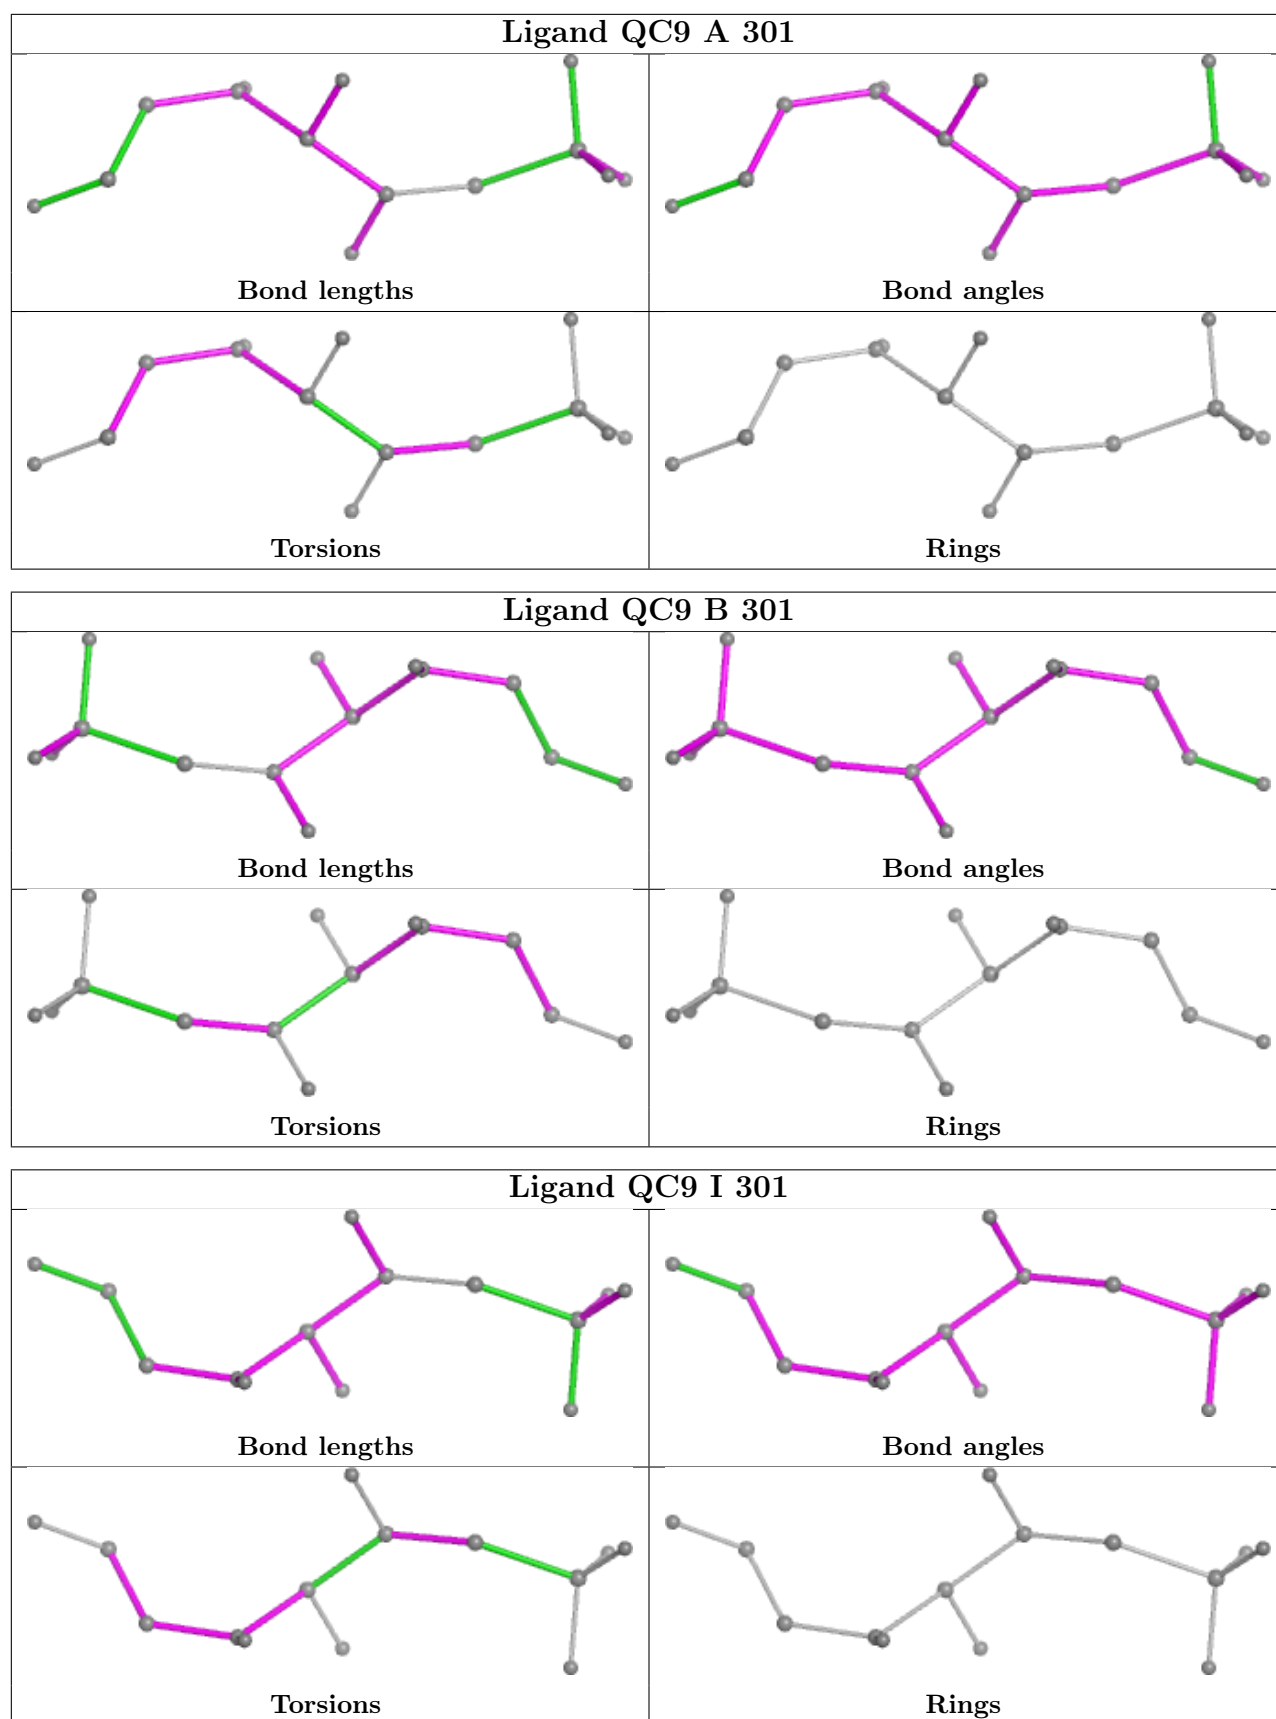 Ligand QC9 A 301
Bond lengths
Bond angles
Torsions
Rings
Ligand QC9 B 301
Bond lengths
Bond angles
Torsions
Rings
Ligand QC9 I 301
Bond lengths
Bond angles
Torsions
Rings